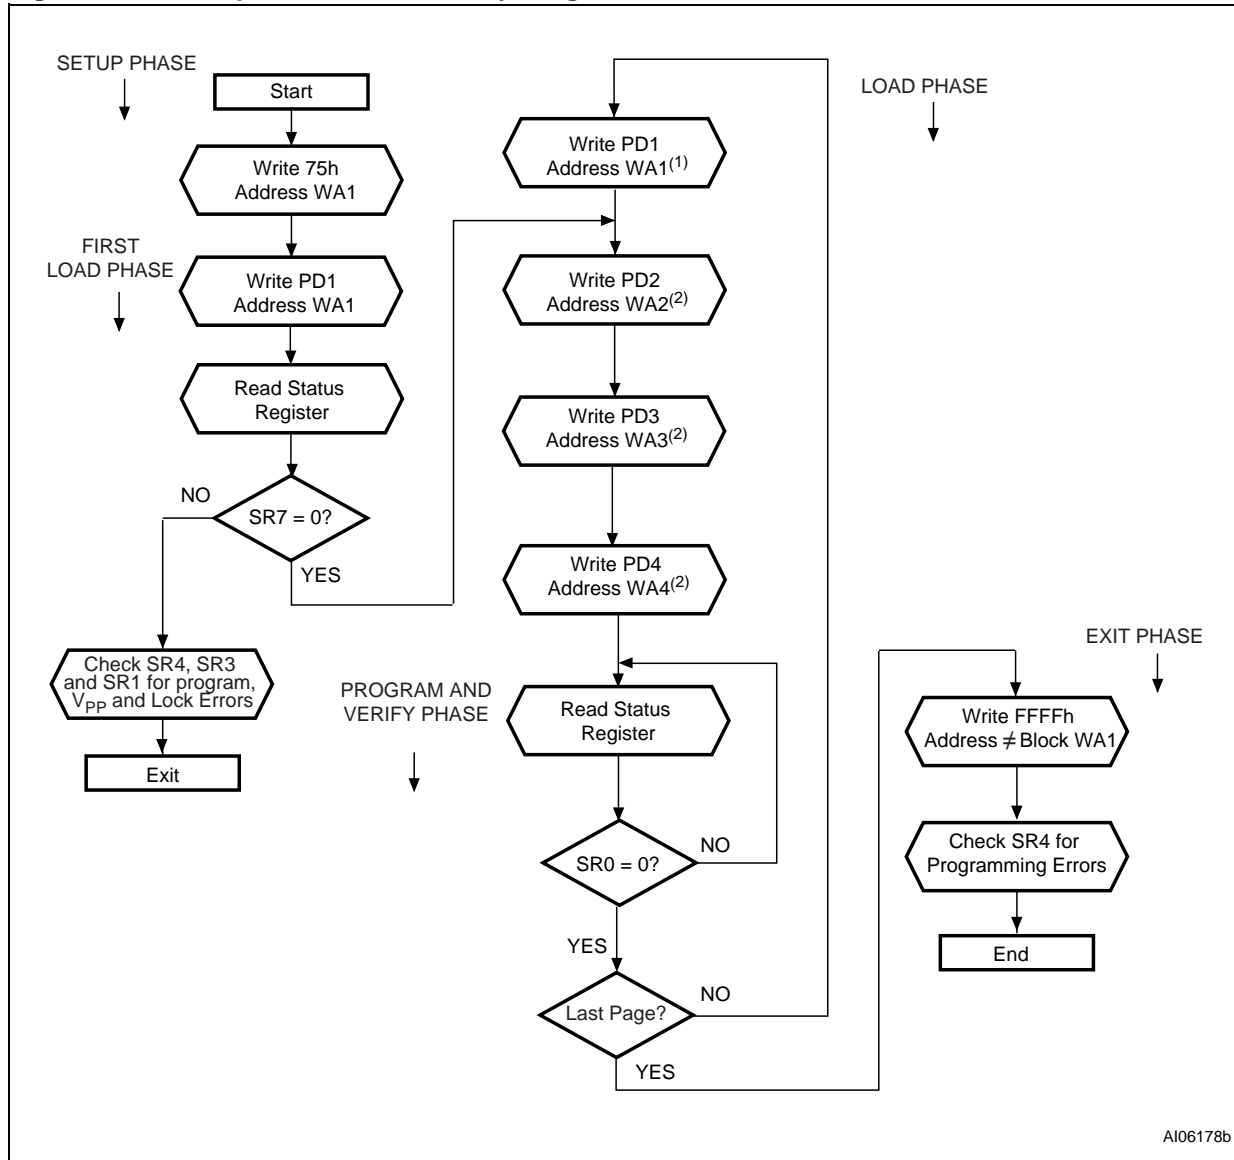 SETUP PHASE
Start
Write 75h
Address WA1
FIRST
LOAD PHASE
Write PD1
Address WA1
Read Status
Register
NO
SR7 = 0?
YES
Check SR4, SR3
and SR1 for program,
VPP and Lock Errors
Exit
LOAD PHASE
Write PD1
Address WA1(1)
Write PD2
Address WA2(2)
Write PD3
Address WA3(2)
Write PD4
Address WA4(2)
PROGRAM AND
VERIFY PHASE
Read Status
Register
SR0 = 0?
NO
YES
Last Page?
NO
YES
EXIT PHASE
Write FFFFh
Address ≠ Block WA1
Check SR4 for
Programming Errors
End
AI06178b